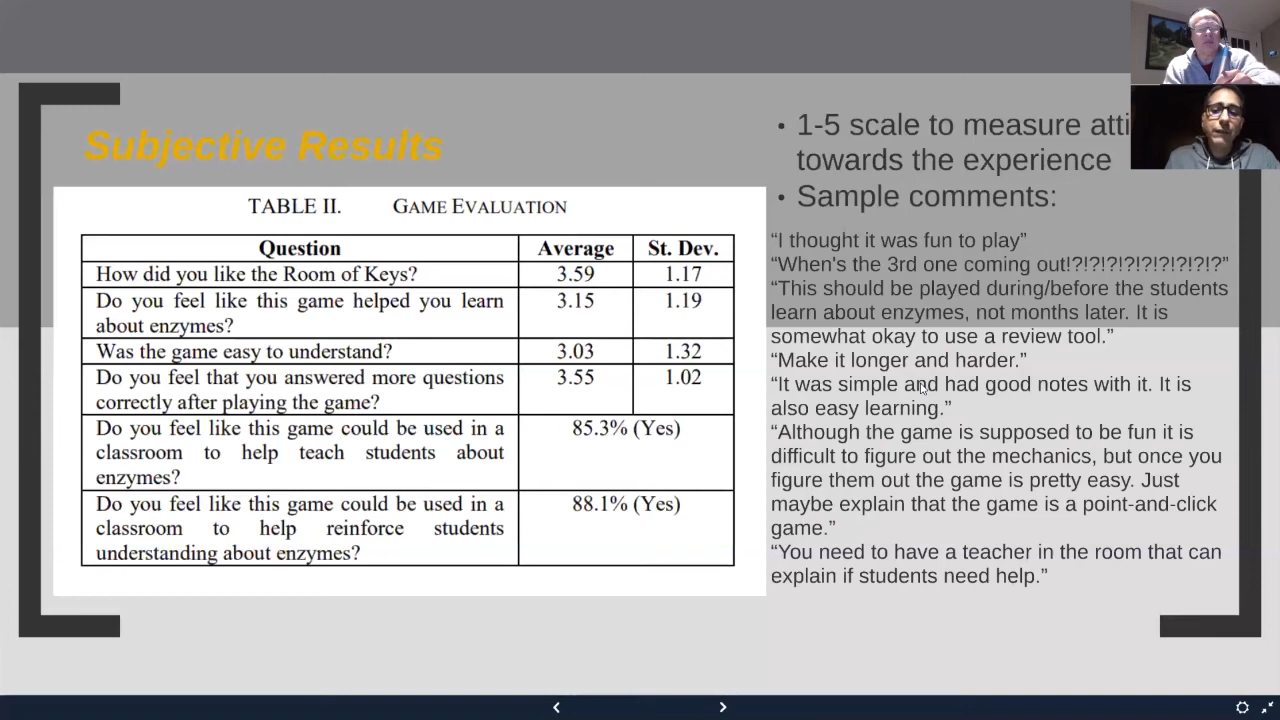 Subjective Results
TABLE II. GAME EVALUATION
Question Average St. Dev.
How did you like the Room of Keys? 3.59 1.17
Do you feel like this game helped you learn 3.15 1.19
about enzymes?
Was the game easy to understand? 3.03 1.32
Do you feel that you answered more questions 3.55 1.02
correctly after playing the game?
Do you feel like this game could be used in a 85.3% (Yes)
classroom to help teach students about
enzymes?
Do you feel like this game could be used in a 88.1% (Yes)
classroom to help reinforce students
understanding about enzymes?
• 1-5 scale to measure
towards the experience
• Sample comments:
“I thought it was fun to play”
“When's the 3rd one coming out!?!?!?!?!?!?!?!?!?”
“This should be played during/before the students
learn about enzymes, not months later. It is
somewhat okay to use a review tool.”
“Make it longer and harder.”
“It was simple and had good notes with it. It is
also easy learning.”
“Although the game is supposed to be fun it is
difficult to figure out the mechanics, but once you
figure them out the game is pretty easy. Just
maybe explain that the game is a point-and-click
game.”
“You need to have a teacher in the room that can
explain if students need help.”